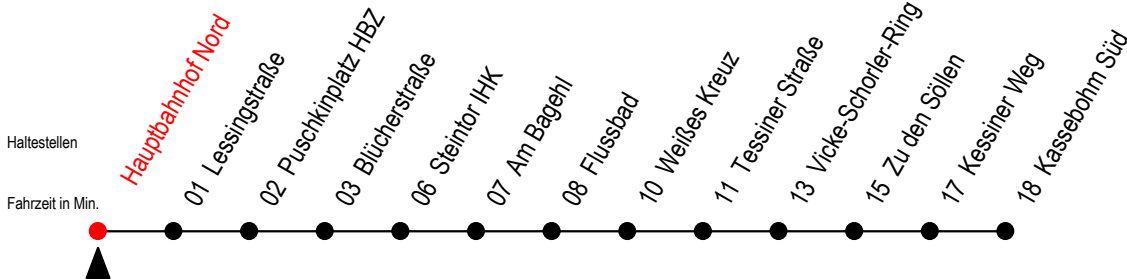 Haltestellen
Fahrzeit in Min.
Hauptbahnhof Nord
01 Lessingstraße
02 Puschkinplatz HBZ
03 Blücherstraße
06 Steintor IHK
07 Am Bagehl
08 Flussbad
10 Weißes Kreuz
11 Tessiner Straße
13 Vicke-Schorler-Ring
15 Zu den Söllen
17 Kessiner Weg
18 Kassebohm Süd